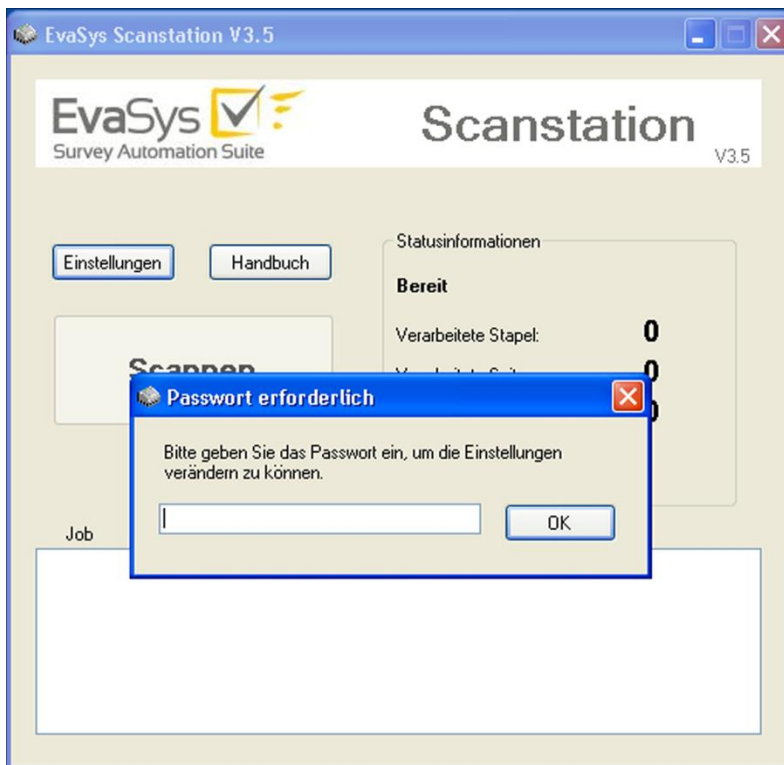 EvaSys Scanstation V3.5
EvaSys
Survey Automation Suite
Scanstation
V3.5
Einstellungen
Handbuch
Statusinformationen
Bereit
Verarbeitete Stapel:
0
Scannen
0
Passwort erforderlich
Bitte geben Sie das Passwort ein, um die Einstellungen
verändern zu können.
OK
Job